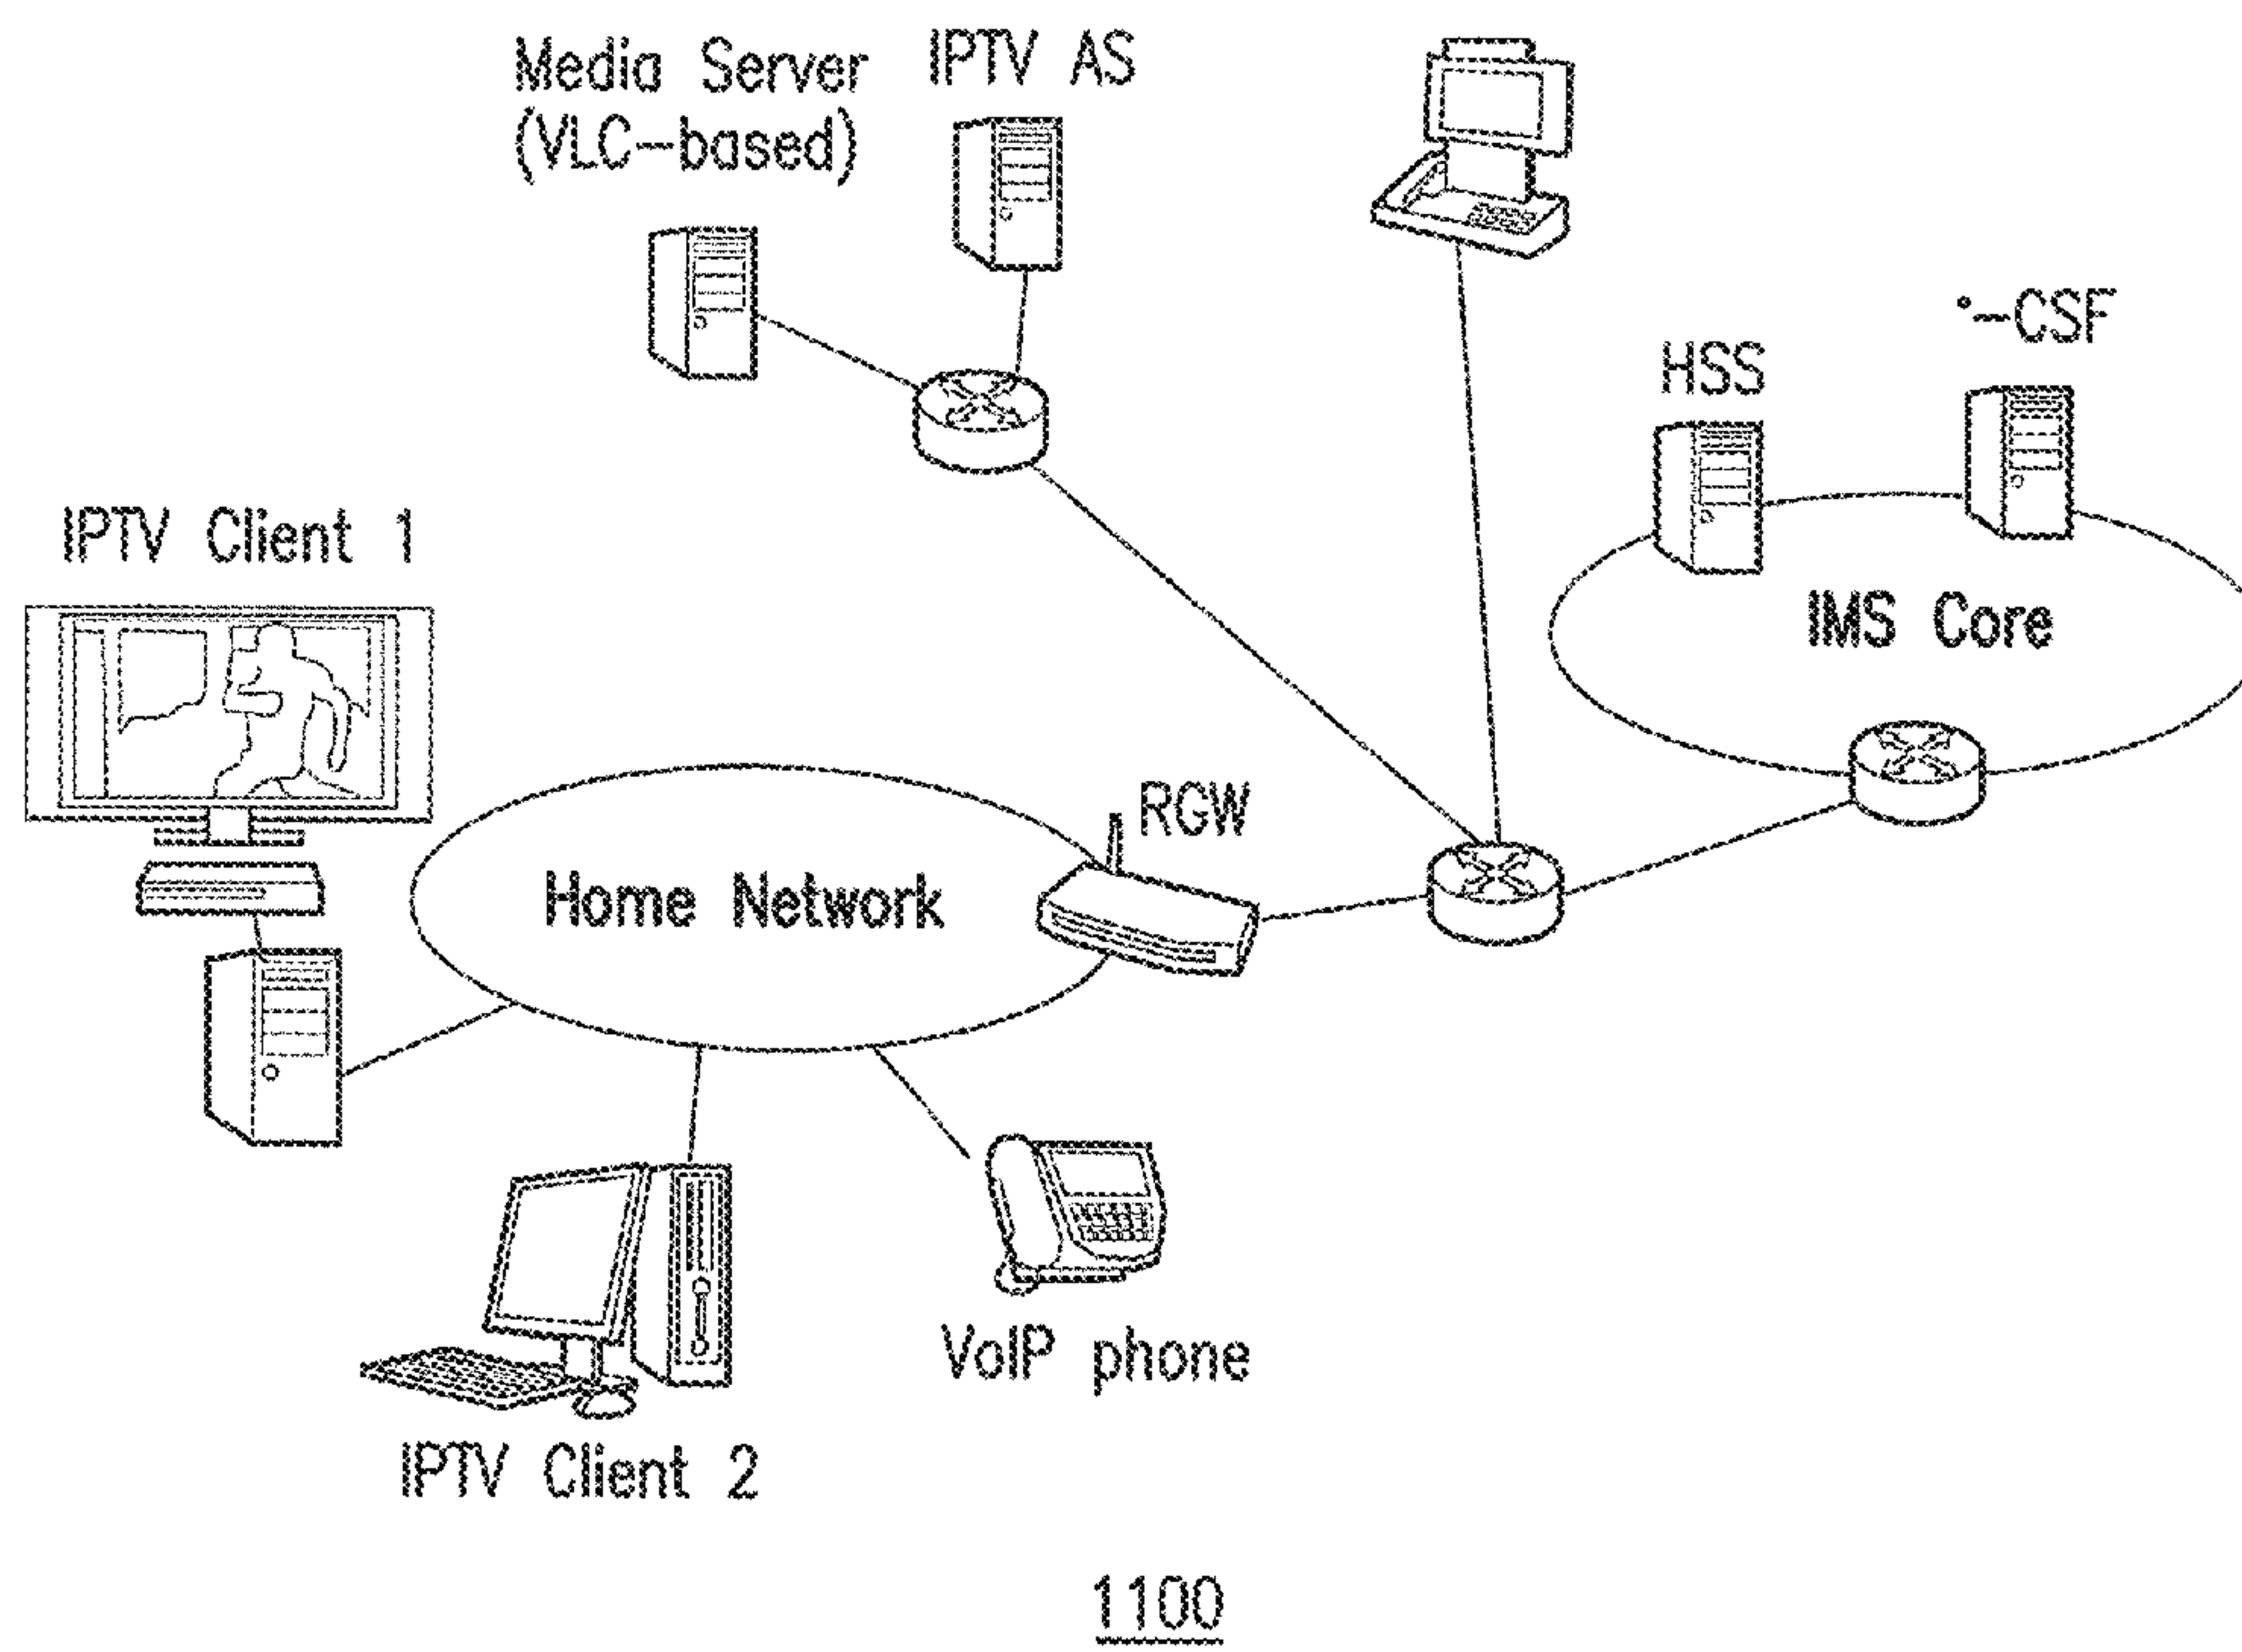 Media Server
(VLC-based)
IPTV AS
HSS
*-CSF
IPTV Client 1
IMS Core
RGW
Home Network
VoIP phone
IPTV Client 2
1100